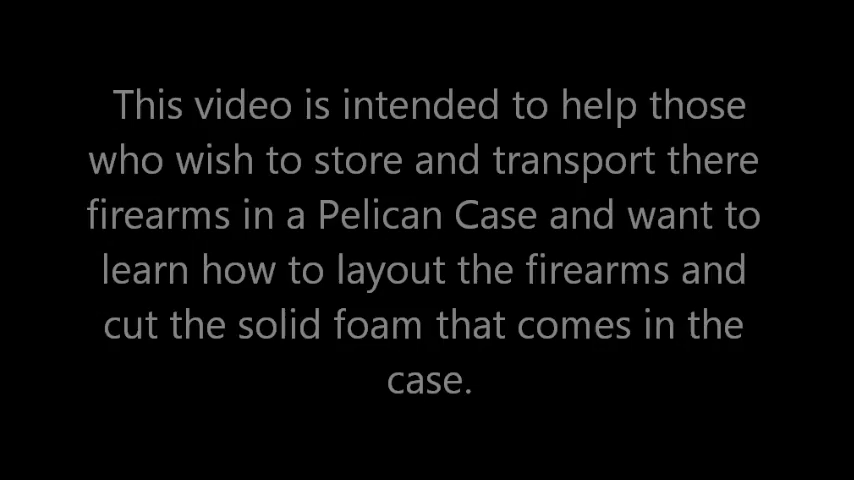 This video is intended to help those
who wish to store and transport there
firearms in a Pelican Case and want to
learn how to layout the firearms and
cut the solid foam that comes in the
case.